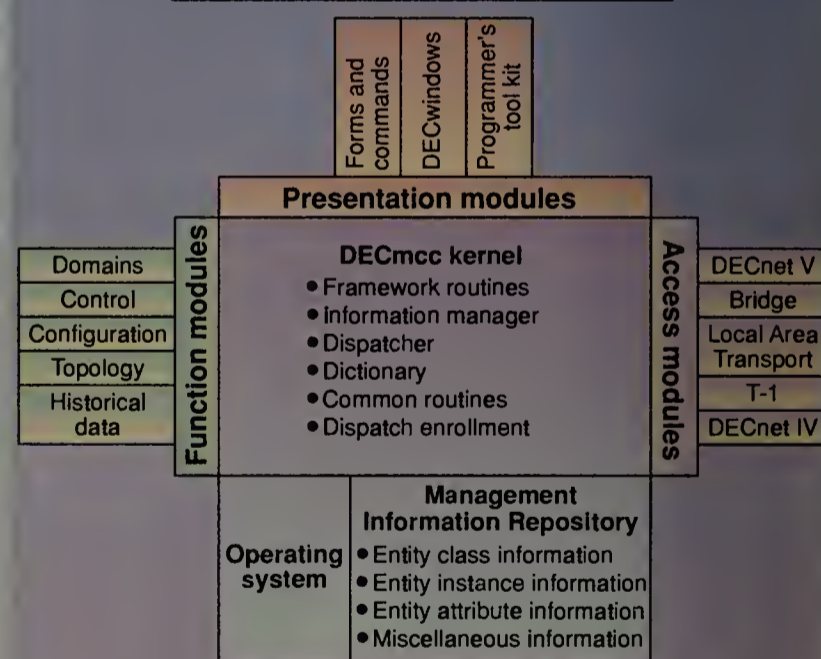 Forms and
commands
DECwindows
Programmer's
tool kit
Presentation modules
Function modules
Domains
Control
Configuration
Topology
Historical
data
DECmcc kernel
• Framework routines
• Information manager
• Dispatcher
• Dictionary
• Common routines
• Dispatch enrollment
Access modules
DECnet V
Bridge
Local Area
Transport
T-1
DECnet IV
Operating
system
Management
Information Repository
• Entity class information
• Entity instance information
• Entity attribute information
• Miscellaneous information